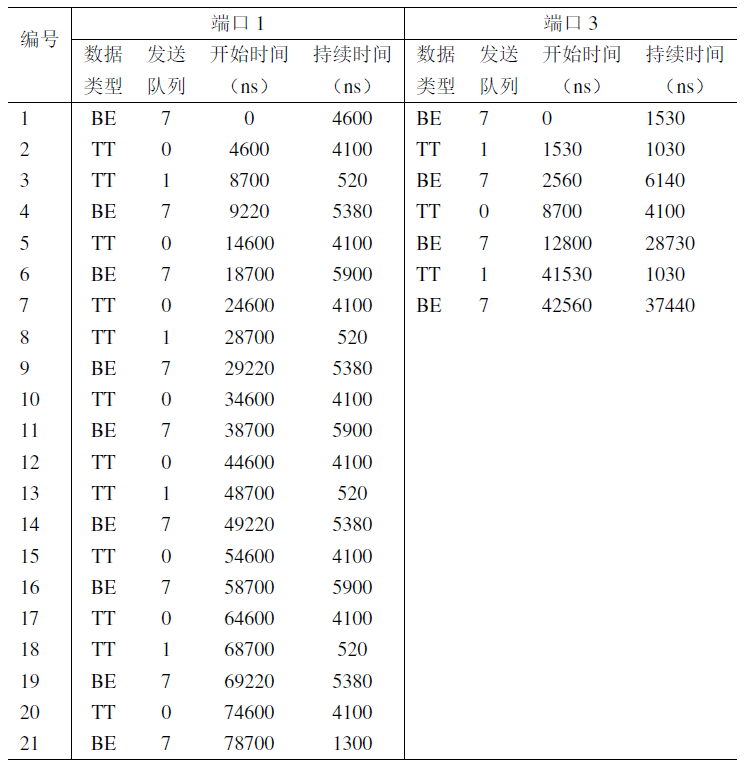 编号 端口 1 端口 3
数据 发送 开始时间 持续时间 数据 发送 开始时间 持续时间
类型 队列 （ns） （ns） 类型 队列 （ns） （ns）
1 BE 7 0 4600 BE 7 0 1530
2 TT 0 4600 4100 TT 1 1530 1030
3 TT 1 8700 520 BE 7 2560 6140
4 BE 7 9220 5380 TT 0 8700 4100
5 TT 0 14600 4100 BE 7 12800 28730
6 BE 7 18700 5900 TT 1 41530 1030
7 TT 0 24600 4100 BE 7 42560 37440
8 TT 1 28700 520
9 BE 7 29220 5380
10 TT 0 34600 4100
11 BE 7 38700 5900
12 TT 0 44600 4100
13 TT 1 48700 520
14 BE 7 49220 5380
15 TT 0 54600 4100
16 BE 7 58700 5900
17 TT 0 64600 4100
18 TT 1 68700 520
19 BE 7 69220 5380
20 TT 0 74600 4100
21 BE 7 78700 1300